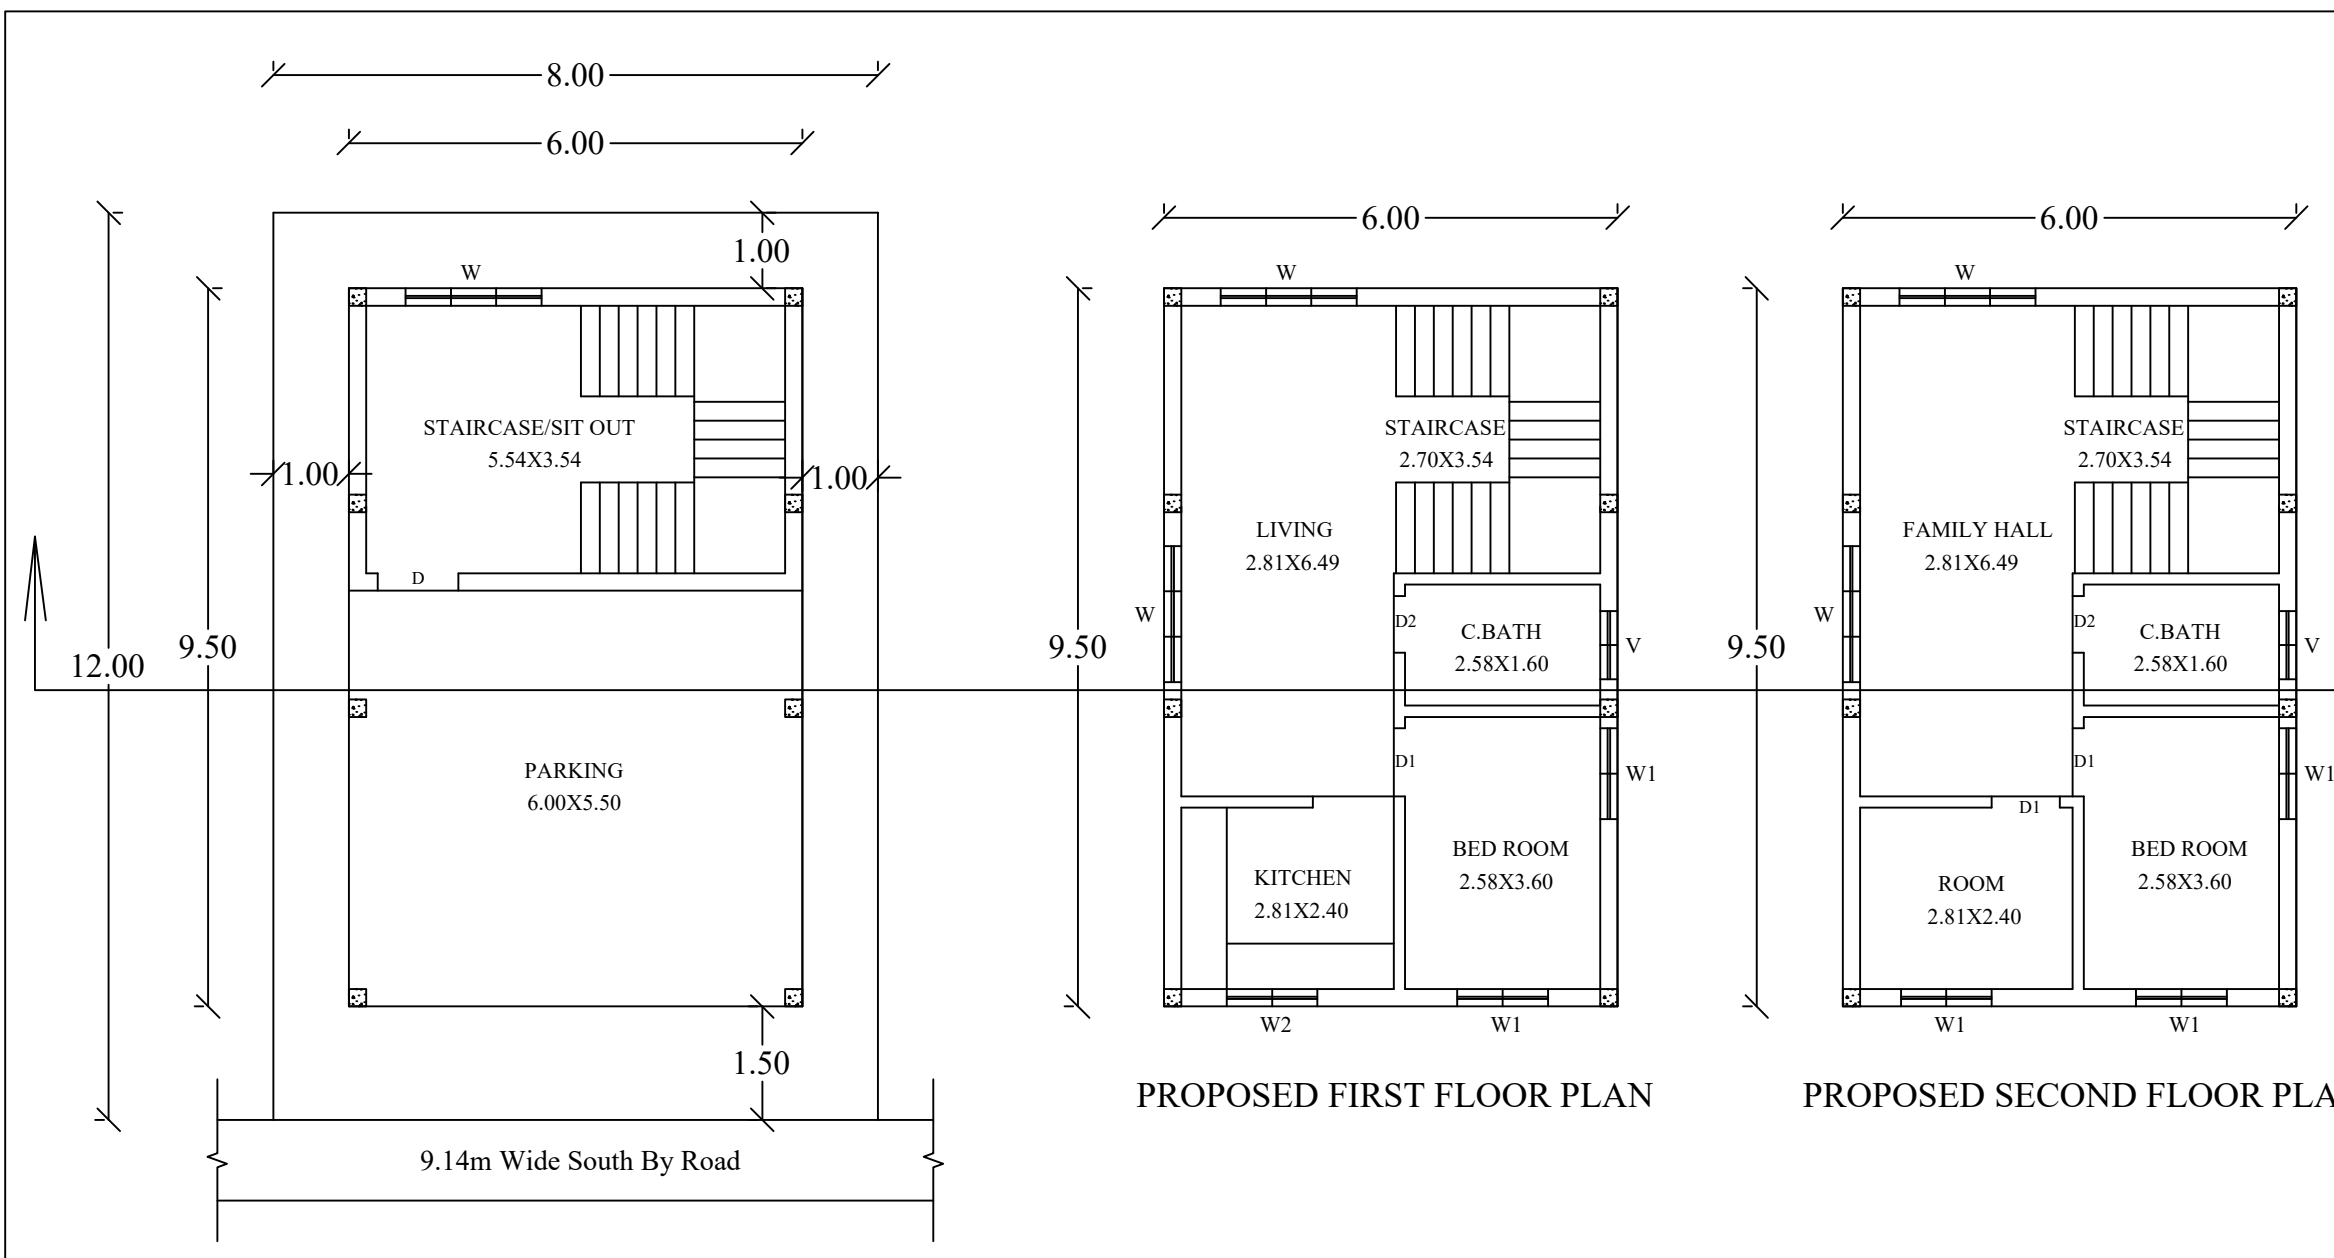 8.00
6.00
1.00
W
STAIRCASE/SIT OUT
5.54X3.54
1.00
1.00
D
12.00
9.50
PARKING
6.00X5.50
1.50
9.14m Wide South By Road
6.00
W
STAIRCASE
2.70X3.54
LIVING
2.81X6.49
W
9.50
D2
C.BATH
2.58X1.60
V
D1
W1
BED ROOM
2.58X3.60
KITCHEN
2.81X2.40
W2
W1
PROPOSED FIRST FLOOR PLAN
6.00
W
STAIRCASE
2.70X3.54
FAMILY HALL
2.81X6.49
W
9.50
D2
C.BATH
2.58X1.60
V
D1
W1
D1
BED ROOM
2.58X3.60
ROOM
2.81X2.40
W1
W1
PROPOSED SECOND FLOOR PLA